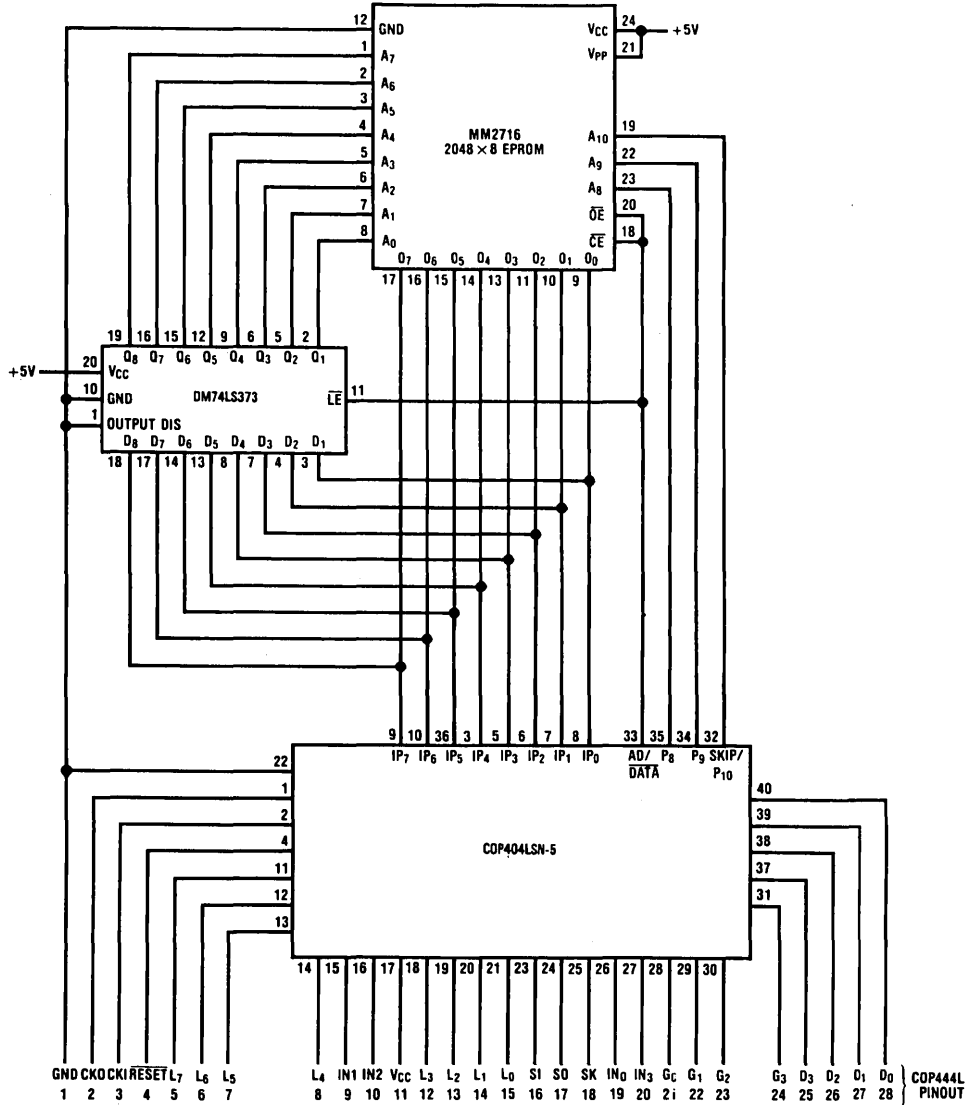 12 GND VCC 24 +5V
1 A7 VPP 21
2 A6
3 A5
4 A4 A10 19
MM2716
2048 × 8 EPROM
5 A3 A9 22
6 A2 A8 23
7 A1 OE 20
8 A0 CE 18
O7 O6 O5 O4 O3 O2 O1 O0
17 16 15 14 13 11 10 9
19 16 15 12 9 6 5 2
Q8 Q7 Q6 Q5 Q4 Q3 Q2 Q1
+5V 20 VCC
10 GND DM74LS373 LE 11
1 OUTPUT DIS
D8 D7 D6 D5 D4 D3 D2 D1
18 17 14 13 8 7 4 3
9 10 36 3 5 6 7 8 33 35 34 32
IP7 IP6 IP5 IP4 IP3 IP2 IP1 IP0 AD/ P8 P9 SKIP/
DATA P10
22
1 40
2 39
4 COP404LSN-5 38
11 37
12 31
13
14 15 16 17 18 19 20 21 23 24 25 26 27 28 29 30
GND CKO CKI RESET L7 L6 L5 L4 IN1 IN2 VCC L3 L2 L1 L0 SI SO SK IN0 IN3 GC G1 G2 G3 D3 D2 D1 D0 COP444L
1 2 3 4 5 6 7 8 9 10 11 12 13 14 15 16 17 18 19 20 2i 22 23 24 25 26 27 28 PINOUT